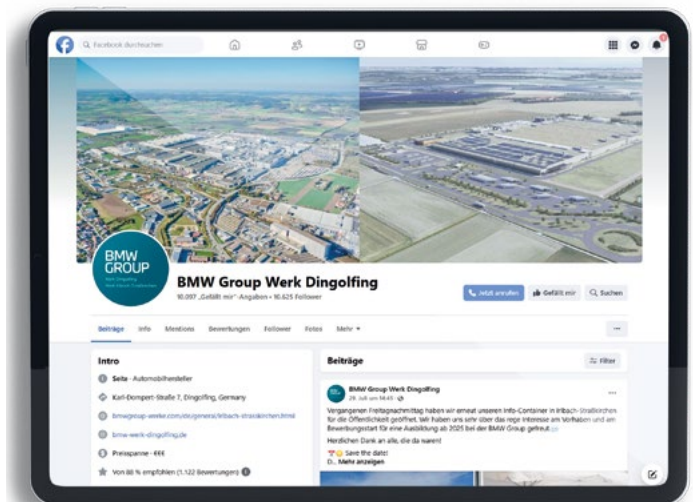 Facebook durchsuchen
BMW
GROUP
Werk Dingolfing
BMW Group Werk Dingolfing
10.097 „Gefällt mir“-Angaben • 10.625 Follower
Jetzt anrufen
Gefällt mir
Suchen
Beiträge Info Mentions Bewertungen Follower Fotos Mehr
Intro
Seite · Automobilhersteller
Karl-Dompert-Straße 7, Dingolfing, Germany
bmwgroup-werke.com/de/general/irlbach-strasskirchen.html
bmw-werk-dingolfing.de
Preisspanne · €€€
Von 88 % empfohlen (1.122 Bewertungen)
Beiträge
Filter
BMW Group Werk Dingolfing
28. Juli um 14:43
Vergangenen Freitagnachmittag haben wir erneut unseren Info-Container in Irlbach-Straßkirchen
für die Öffentlichkeit geöffnet. Wir haben uns sehr über das rege Interesse am Vorhaben und am
Bewerbungsstart für eine Ausbildung ab 2025 bei der BMW Group gefreut
Herzlichen Dank an alle, die da waren!
Save the date!
D... Mehr anzeigen